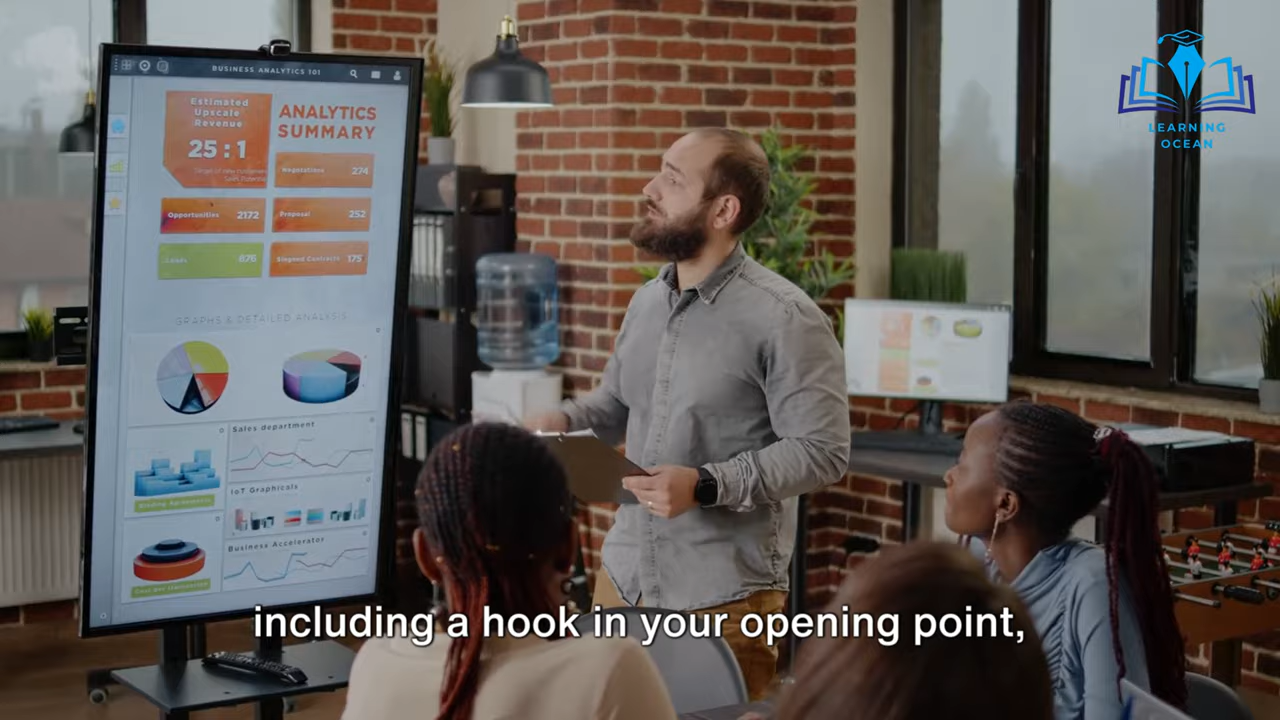 BUSINESS ANALYTICS 101
Estimated
Upscale
Revenue
25:1
ANALYTICS
SUMMARY
Negotiations 274
Opportunities 2172
Proposal 252
Leads 876
Singned Contracts 175
GRAPHS & DETAILED ANALYSIS
Sales department
IoT Graphicals
Business Accelerator
LEARNING
OCEAN
including a hook in your opening point,